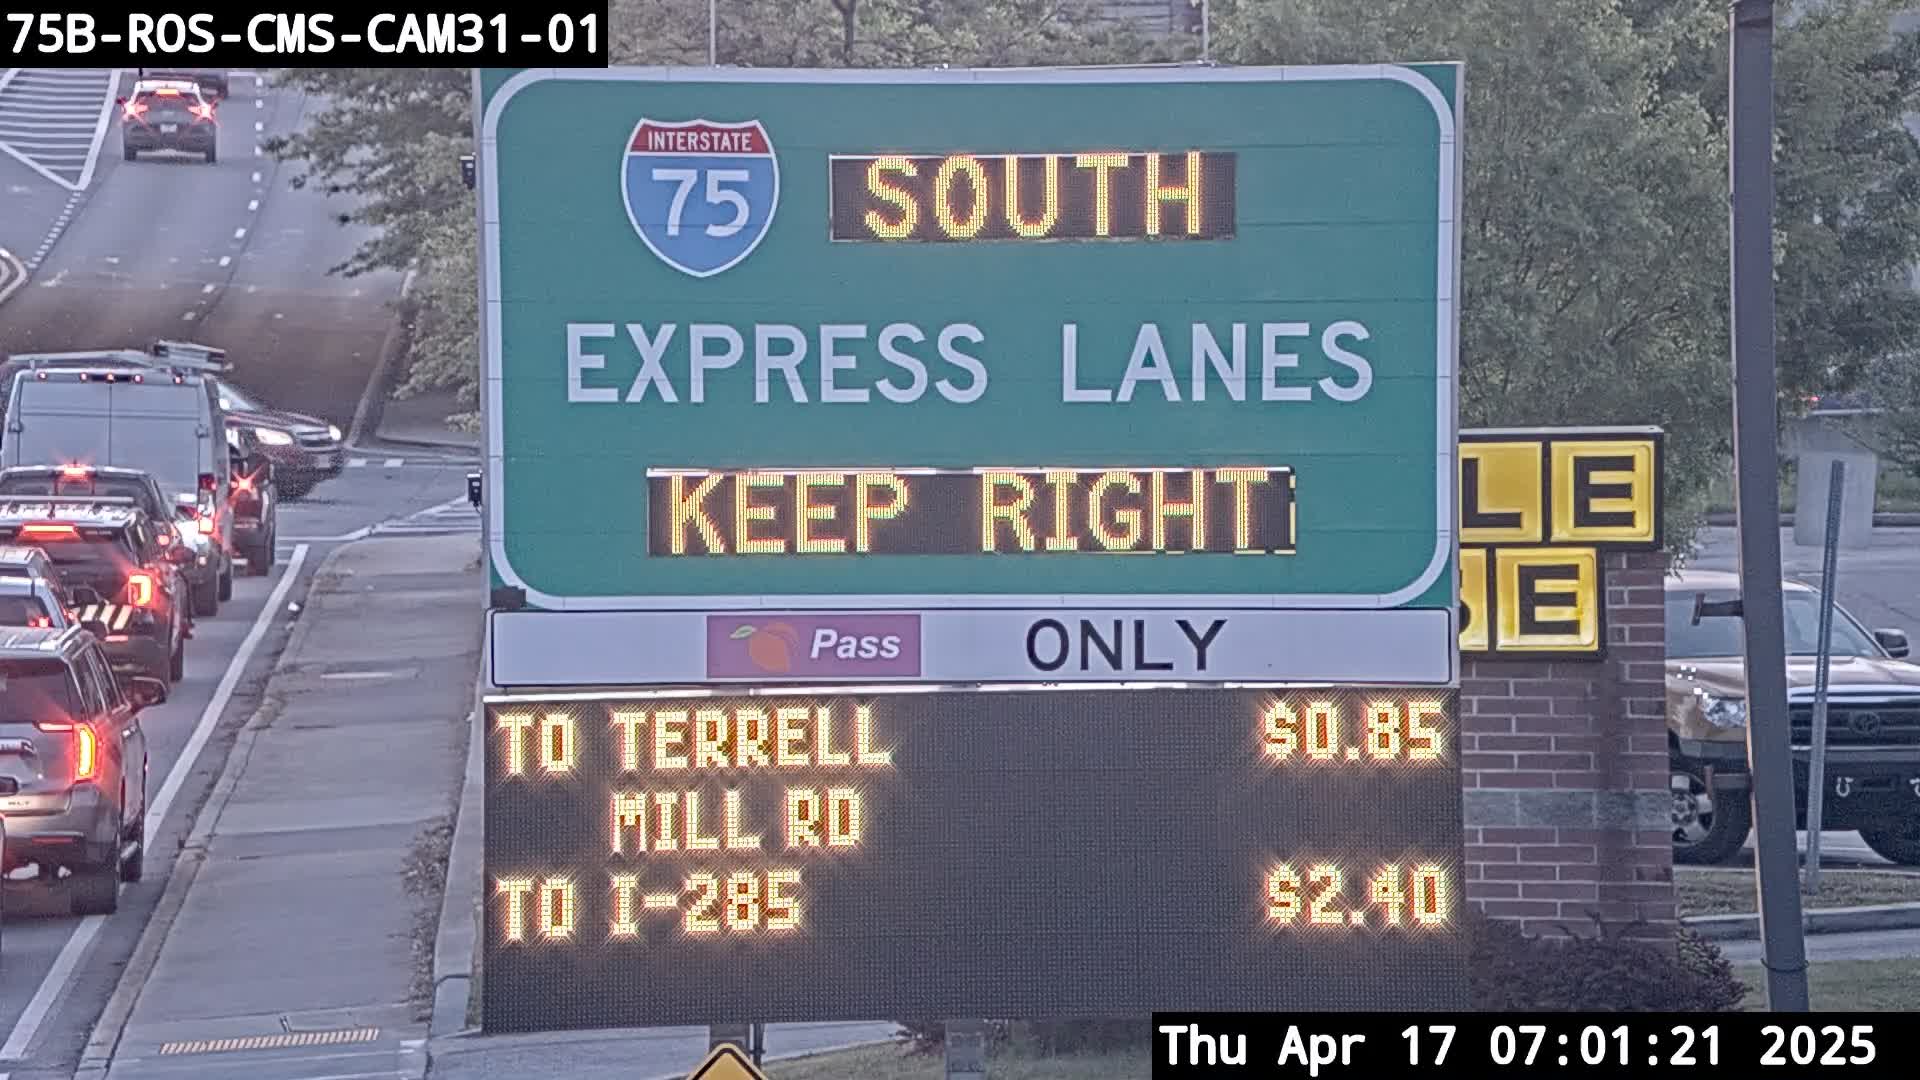 75B-ROS-CMS-CAM31-01
INTERSTATE
75
SOUTH
EXPRESS LANES
KEEP RIGHT
LE
E
Pass ONLY
TO TERRELL $0.85
MILL RD
TO I-285 $2.40
Thu Apr 17 07:01:21 2025